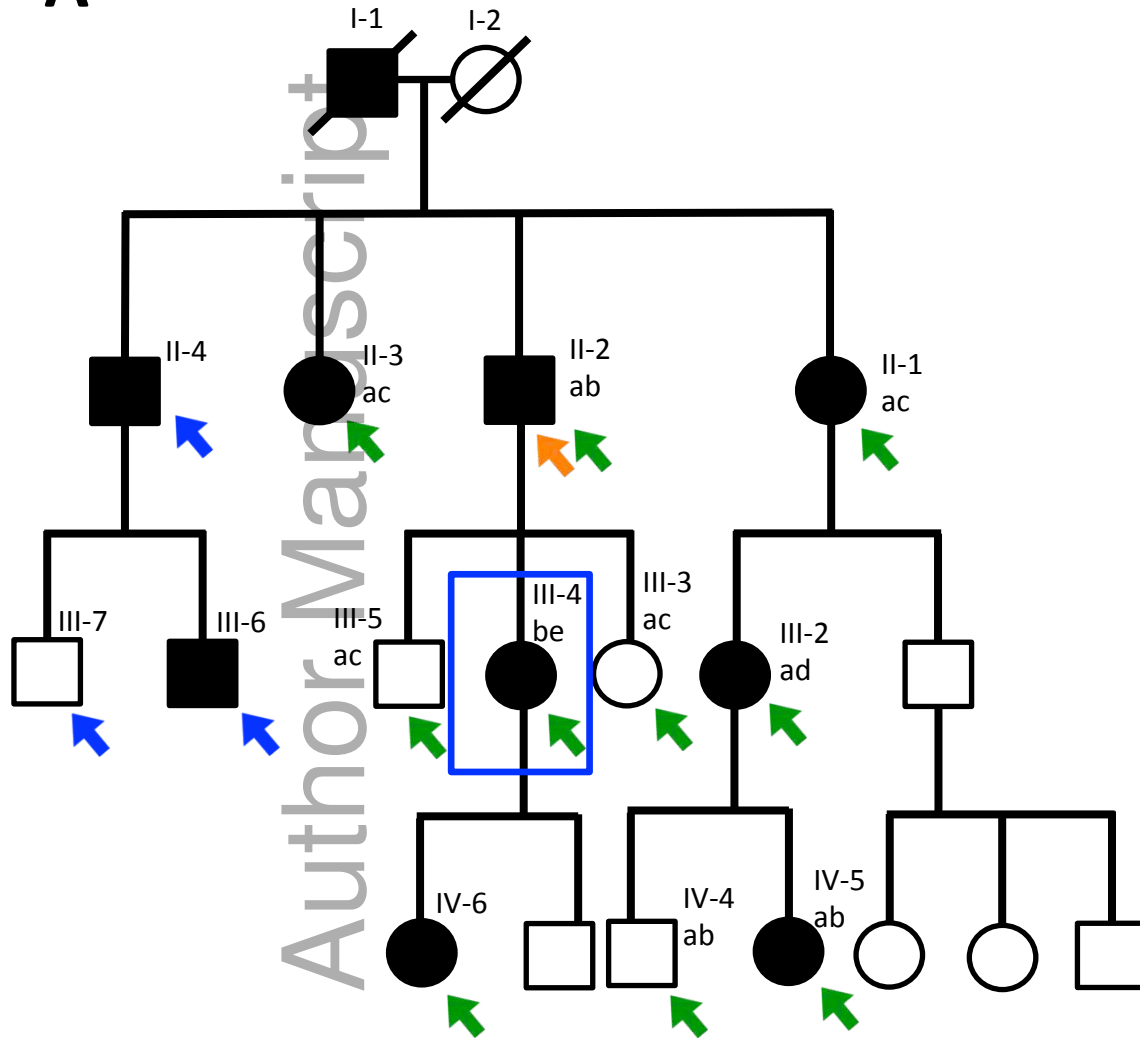 A
I-1
I-2
II-4
II-3
ac
II-2
ab
II-1
ac
III-7
III-6
III-5
ac
III-4
be
III-3
ac
III-2
ad
IV-6
IV-4
ab
IV-5
ab
Author Manuscript